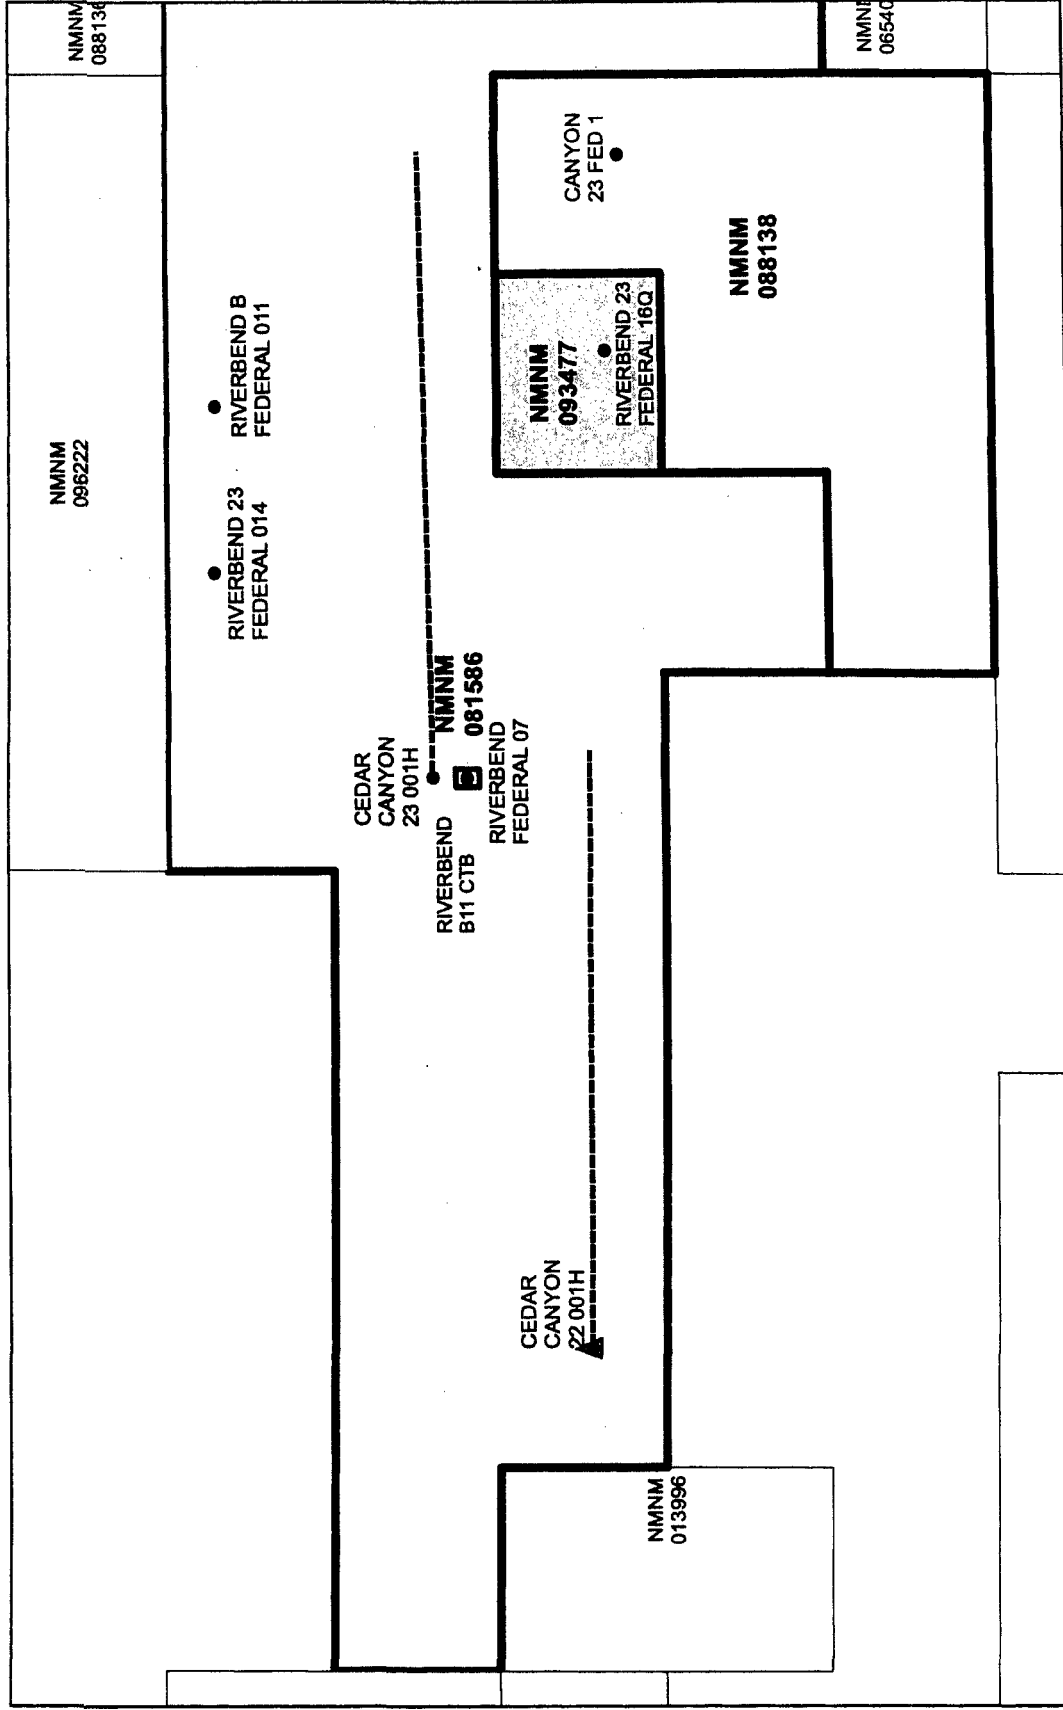 NMNM
088136
NMNM
096222
RIVERBEND 23
FEDERAL 014
RIVERBEND B
FEDERAL 011
CEDAR
CANYON
23 001H
RIVERBEND
B11 CTB
NMNM
081586
RIVERBEND
FEDERAL 07
CEDAR
CANYON
22 001H
NMNM
093477
RIVERBEND 23
FEDERAL 16Q
CANYON
23 FED 1
NMNM
088138
NMNM
013996
06540